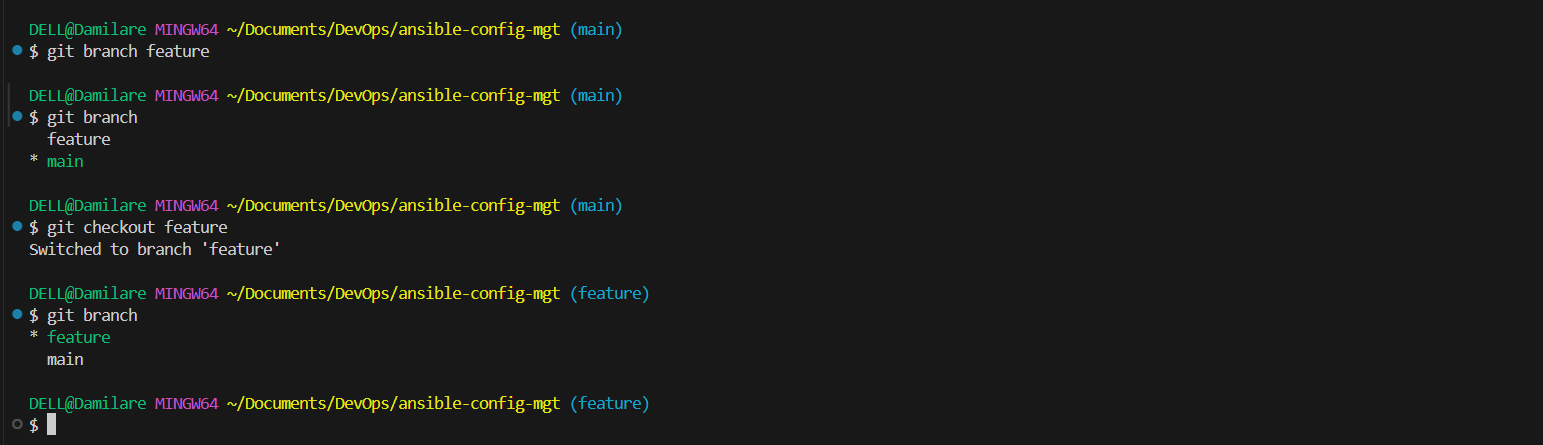 DELL@Damilare MINGW64 ~/Documents/DevOps/ansible-config-mgt (main)
$ git branch feature
DELL@Damilare MINGW64 ~/Documents/DevOps/ansible-config-mgt (main)
$ git branch
feature
* main
DELL@Damilare MINGW64 ~/Documents/DevOps/ansible-config-mgt (main)
$ git checkout feature
Switched to branch 'feature'
DELL@Damilare MINGW64 ~/Documents/DevOps/ansible-config-mgt (feature)
$ git branch
* feature
main
DELL@Damilare MINGW64 ~/Documents/DevOps/ansible-config-mgt (feature)
$